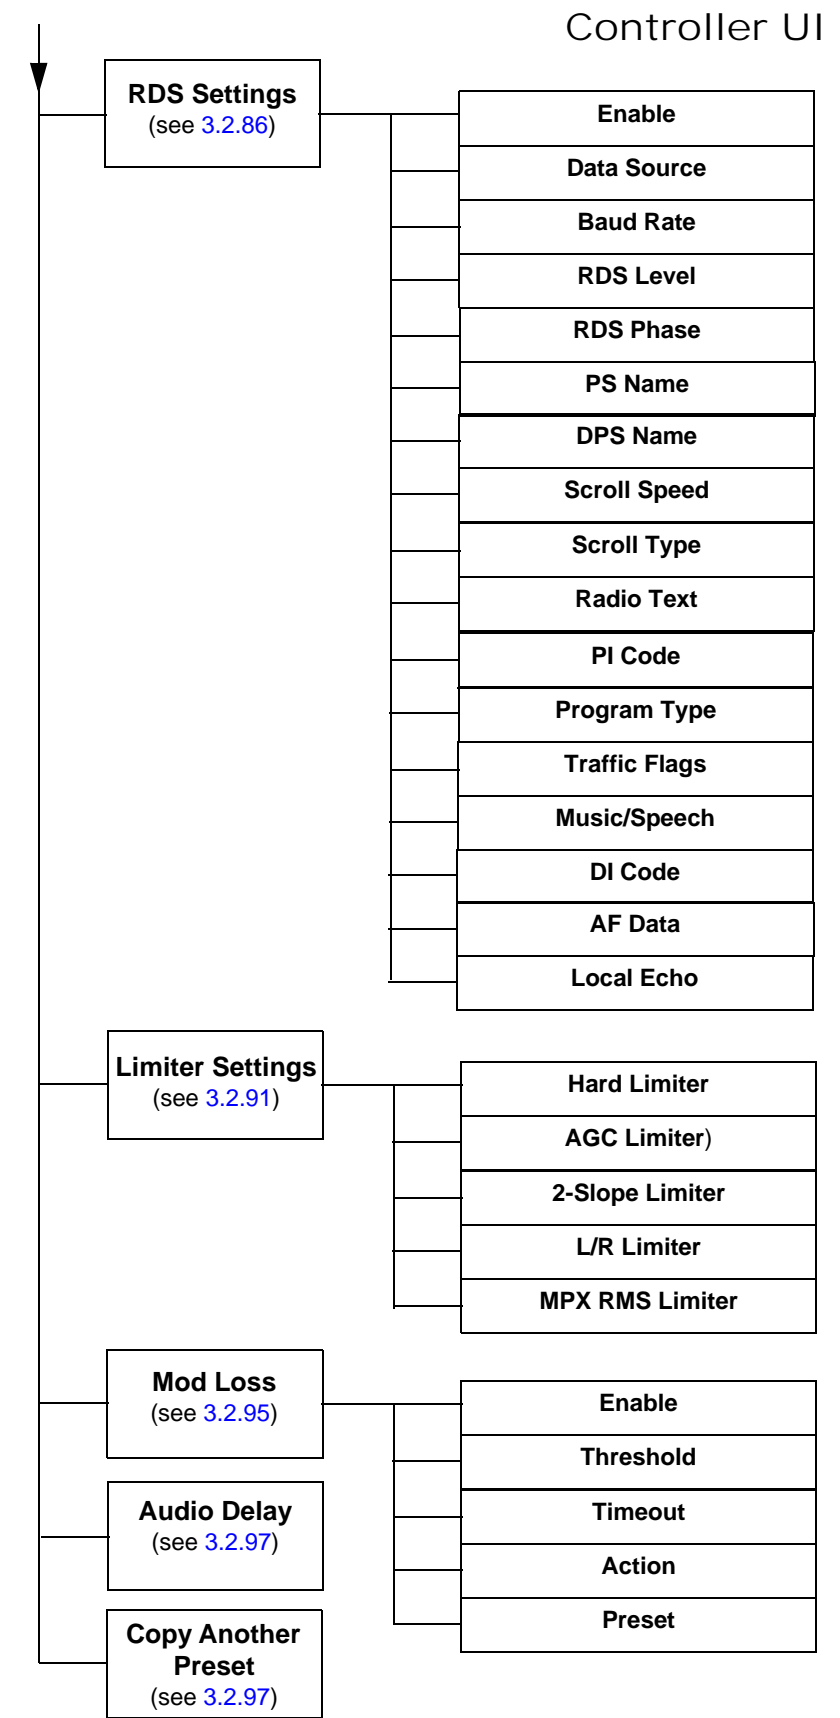 Controller UI
RDS Settings
(see 3.2.86)
Enable
Data Source
Baud Rate
RDS Level
RDS Phase
PS Name
DPS Name
Scroll Speed
Scroll Type
Radio Text
PI Code
Program Type
Traffic Flags
Music/Speech
DI Code
AF Data
Local Echo
Limiter Settings
(see 3.2.91)
Hard Limiter
AGC Limiter)
2-Slope Limiter
L/R Limiter
MPX RMS Limiter
Mod Loss
(see 3.2.95)
Enable
Threshold
Timeout
Action
Preset
Audio Delay
(see 3.2.97)
Copy Another
Preset
(see 3.2.97)